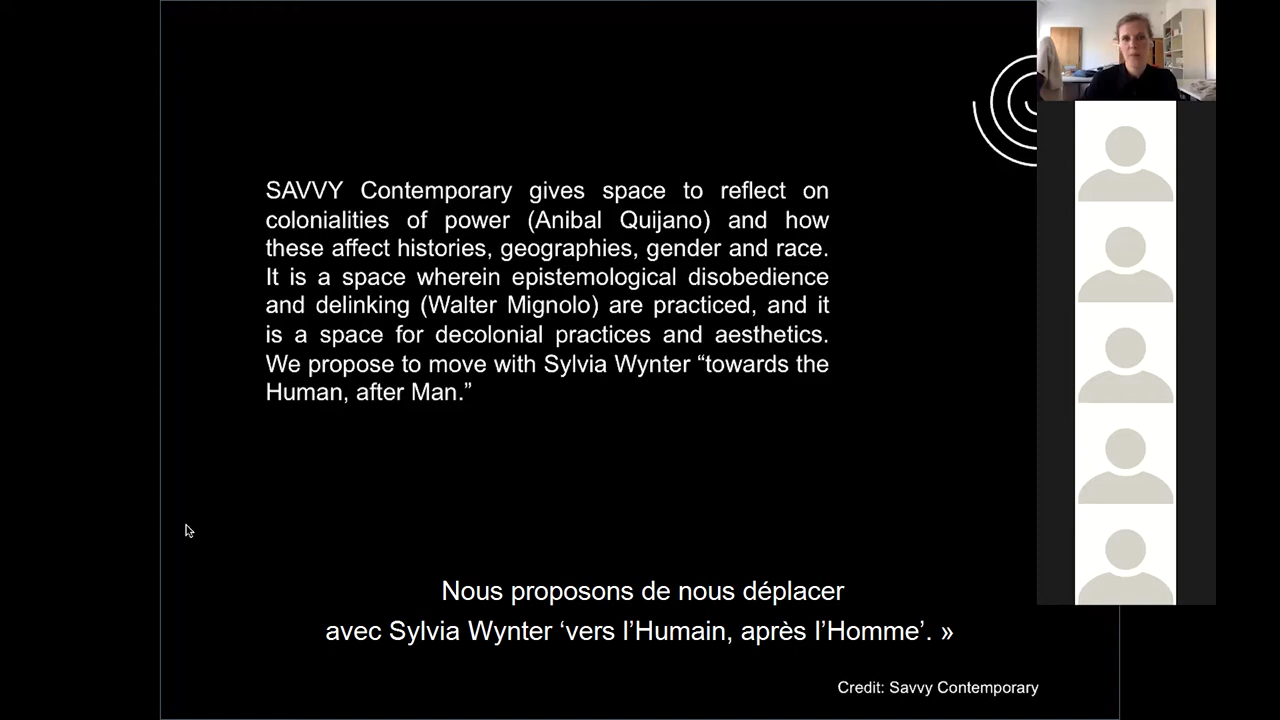 SAVVY Contemporary gives space to reflect on
colonialities of power (Anibal Quijano) and how
these affect histories, geographies, gender and race.
It is a space wherein epistemological disobedience
and delinking (Walter Mignolo) are practiced, and it
is a space for decolonial practices and aesthetics.
We propose to move with Sylvia Wynter “towards the
Human, after Man.”
Nous proposons de nous déplacer
avec Sylvia Wynter ‘vers l’Humain, après l’Homme’. »
Credit: Savvy Contemporary